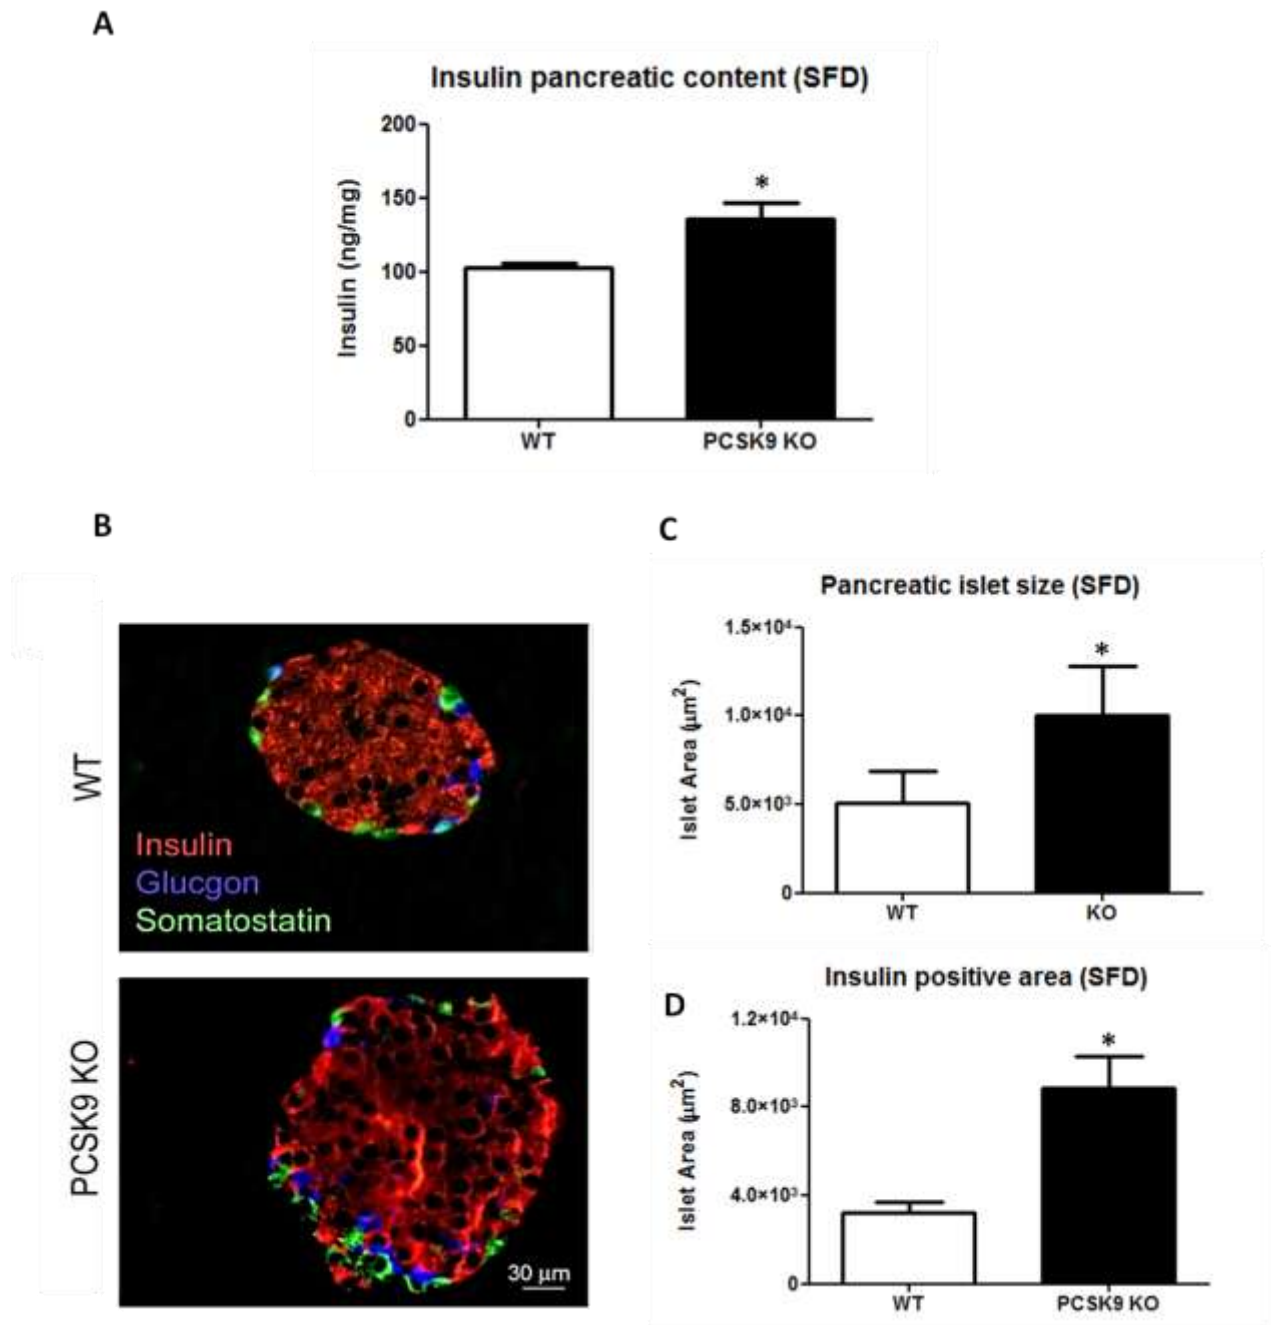 A
Insulin pancreatic content (SFD)
200
150
100
50
0
Insulin (ng/mg)
*
WT
PCSK9 KO
B
WT
Insulin
Glucgon
Somatostatin
PCSK9 KO
30 μm
C
Pancreatic islet size (SFD)
1.5×10⁴
1.0×10⁴
5.0×10³
0
Islet Area (μm²)
*
WT
KO
D
Insulin positive area (SFD)
1.2×10⁴
8.0×10³
4.0×10³
0
Islet Area (μm²)
*
WT
PCSK9 KO